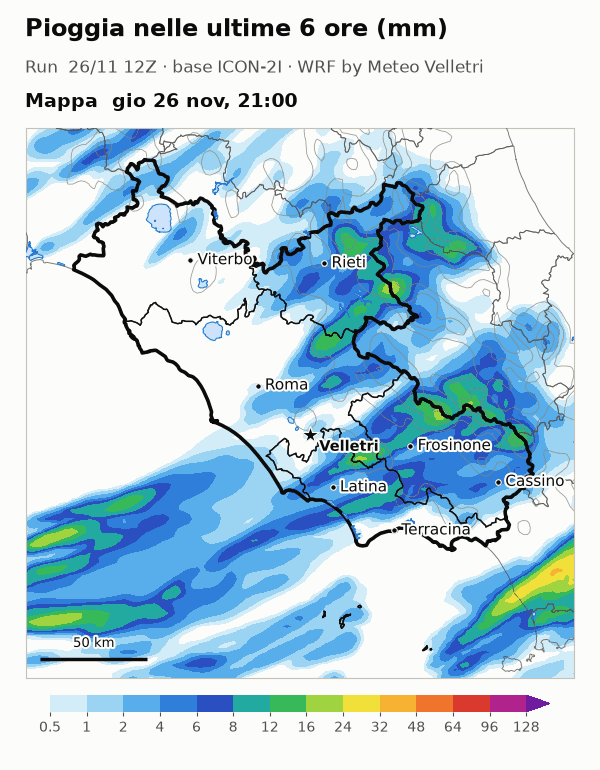 Pioggia nelle ultime 6 ore (mm)
Run  26/11 12Z · base ICON-2I · WRF by Meteo Velletri
Mappa  gio 26 nov, 21:00
Viterbo
Rieti
Roma
Velletri
Frosinone
Latina
Cassino
Terracina
50 km
0.5 1 2 4 6 8 12 16 24 32 48 64 96 128